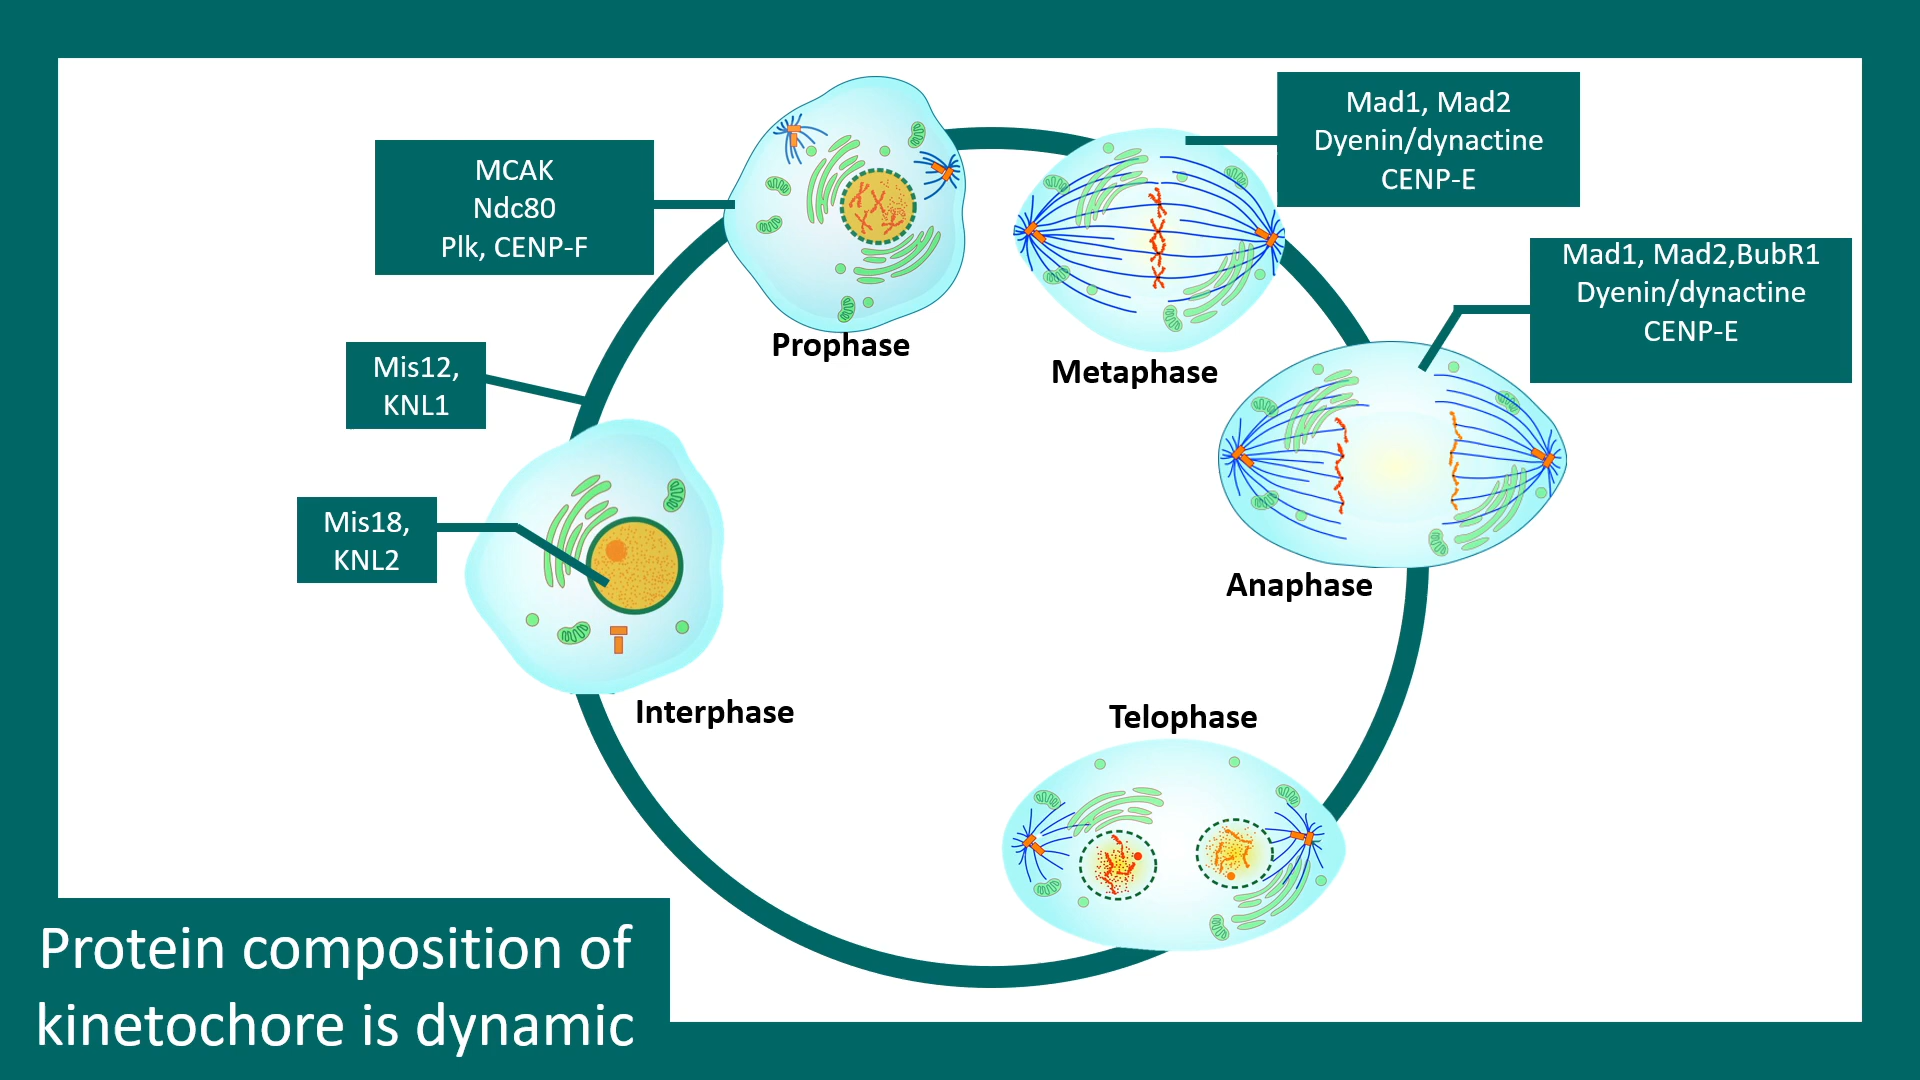 MCAK
Ndc80
Plk, CENP-F
Mad1, Mad2
Dyenin/dynactine
CENP-E
Mad1, Mad2,BubR1
Dyenin/dynactine
CENP-E
Prophase
Metaphase
Mis12,
KNL1
Mis18,
KNL2
Anaphase
Interphase
Telophase
Protein composition of
kinetochore is dynamic